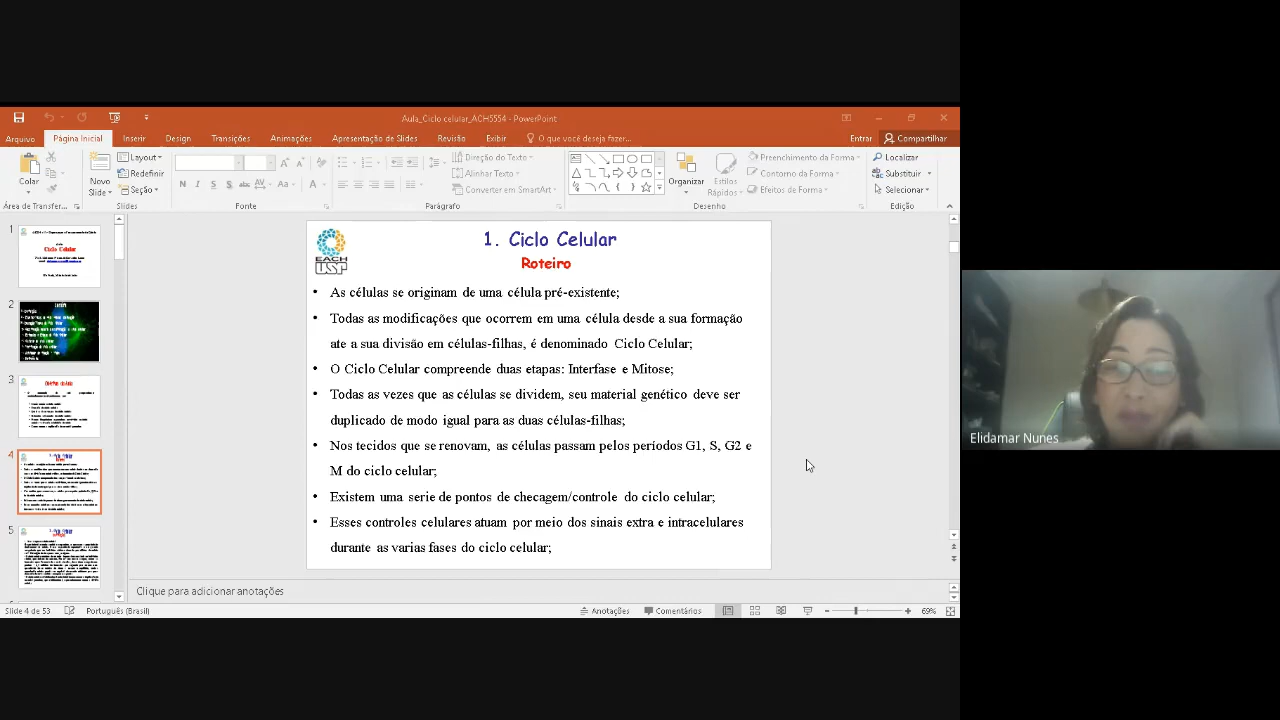 Aula_Ciclo celular_ACH5554 - PowerPoint
Arquivo Página Inicial Inserir Design Transições Animações Apresentação de Slides Revisão Exibir O que você deseja fazer... Entrar Compartilhar
Colar
Novo
Slide
Layout
Redefinir
Seção
Direção do Texto
Alinhar Texto
Converter em SmartArt
Organizar
Estilos
Rápidos
Preenchimento da Forma
Contorno da Forma
Efeitos de Forma
Localizar
Substituir
Selecionar
Área de Transfer... Slides Fonte Parágrafo Desenho Edição
1
Ciclo Celular
2
3
4
5
EACH
USP
1. Ciclo Celular
Roteiro
• As células se originam de uma célula pré-existente;
• Todas as modificações que ocorrem em uma célula desde a sua formação
ate a sua divisão em células-filhas, é denominado Ciclo Celular;
• O Ciclo Celular compreende duas etapas: Interfase e Mitose;
• Todas as vezes que as células se dividem, seu material genético deve ser
duplicado de modo igual para as duas células-filhas;
• Nos tecidos que se renovam, as células passam pelos períodos G1, S, G2 e
M do ciclo celular;
• Existem uma serie de pontos de checagem/controle do ciclo celular;
• Esses controles celulares atuam por meio dos sinais extra e intracelulares
durante as varias fases do ciclo celular;
Clique para adicionar anotações
Slide 4 de 53 Português (Brasil) Anotações Comentários 69%
Elidamar Nunes